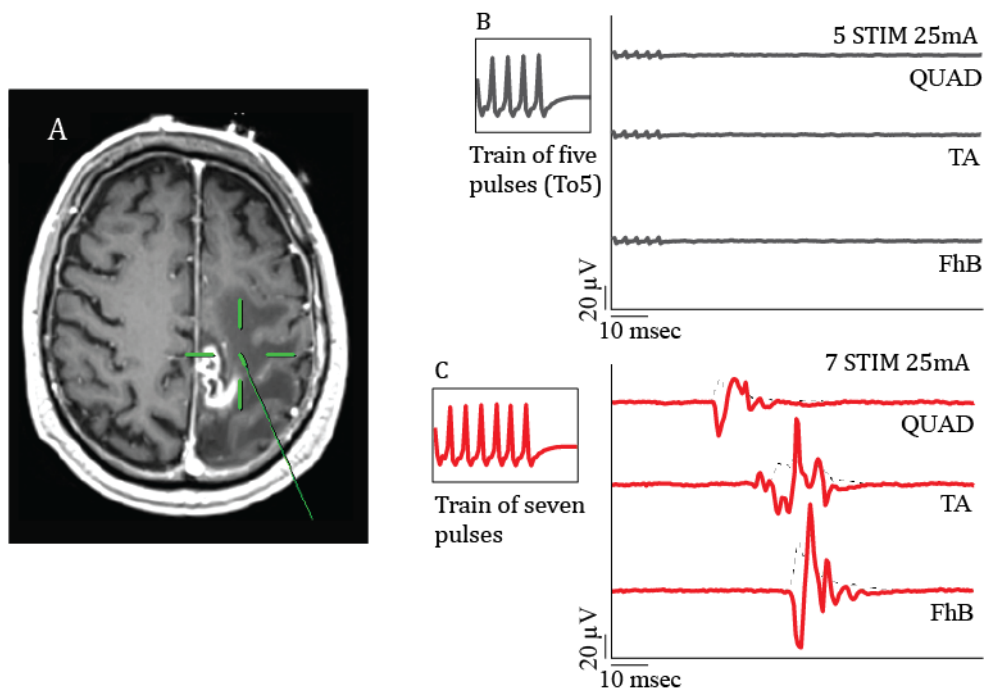 A
B
Train of five
pulses (To5)
5 STIM 25mA
QUAD
TA
FhB
20 µV
10 msec
C
Train of seven
pulses
7 STIM 25mA
QUAD
TA
FhB
20 µV
10 msec